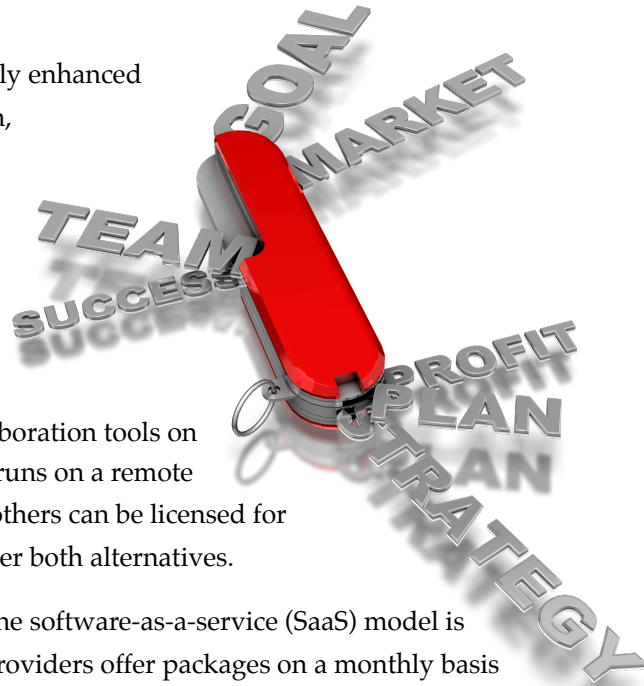 ly enhanced
GOAL
MARKET
TEAM
SUCCESS
PROFIT
PLAN
STRATEGY
boration tools on
runs on a remote
others can be licensed for
er both alternatives.
he software-as-a-service (SaaS) model is
roviders offer packages on a monthly basis